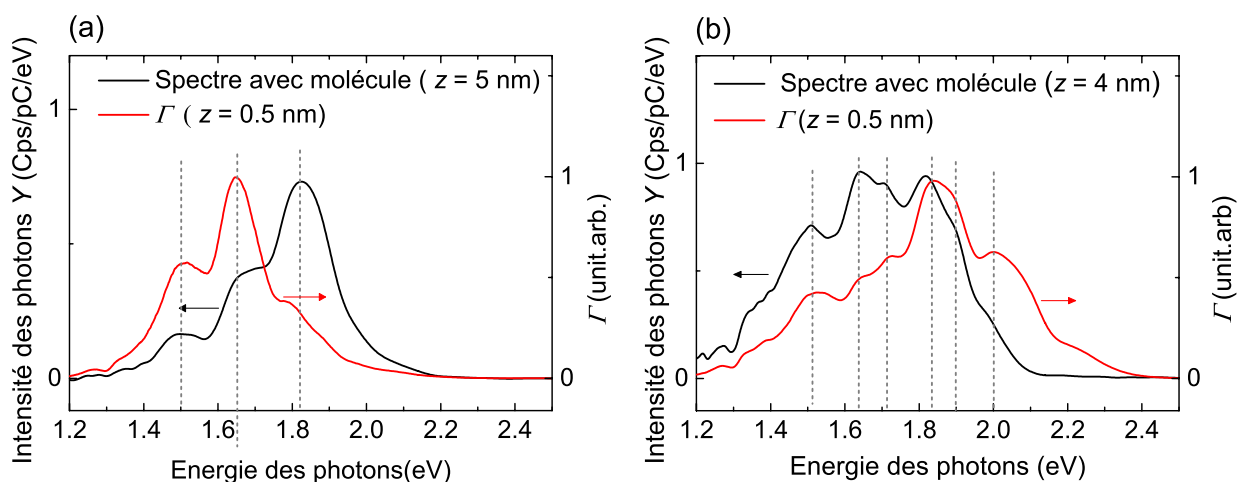 (a)
Intensité des photons Y (Cps/pC/eV)
Spectre avec molécule ( z = 5 nm)
Γ ( z = 0.5 nm)
1
0
1
0
Γ (unit.arb.)
1.2 1.4 1.6 1.8 2.0 2.2 2.4
Energie des photons(eV)
(b)
Intensité des photons Y (Cps/pC/eV)
Spectre avec molécule (z = 4 nm)
Γ (z = 0.5 nm)
1
0
1
0
Γ (unit.arb)
1.2 1.4 1.6 1.8 2.0 2.2 2.4
Energie des photons (eV)